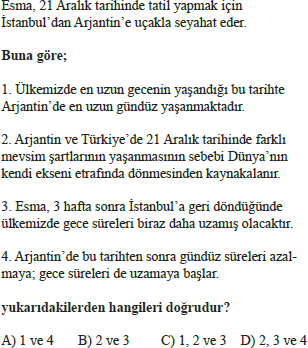 Esma, 21 Aralık tarihinde tatil yapmak için
İstanbul’dan Arjantin’e uçakla seyahat eder.
Buna göre;
1. Ülkemizde en uzun gecenin yaşandığı bu tarihte
Arjantin’de en uzun gündüz yaşanmaktadır.
2. Arjantin ve Türkiye’de 21 Aralık tarihinde farklı
mevsim şartlarının yaşanmasının sebebi Dünya’nın
kendi ekseni etrafında dönmesinden kaynakalanır.
3. Esma, 3 hafta sonra İstanbul’a geri döndüğünde
ülkemizde gece süreleri biraz daha uzamış olacaktır.
4. Arjantin’de bu tarihten sonra gündüz süreleri azal-
maya; gece süreleri de uzamaya başlar.
yukarıdakilerden hangileri doğrudur?
A) 1 ve 4 B) 2 ve 3 C) 1, 2 ve 3 D) 2, 3 ve 4